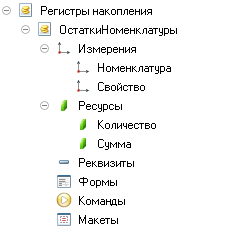 Регистры накопления
ОстаткиНоменклатуры
Измерения
Номенклатура
Свойство
Ресурсы
Количество
Сумма
Реквизиты
Формы
Команды
Макеты